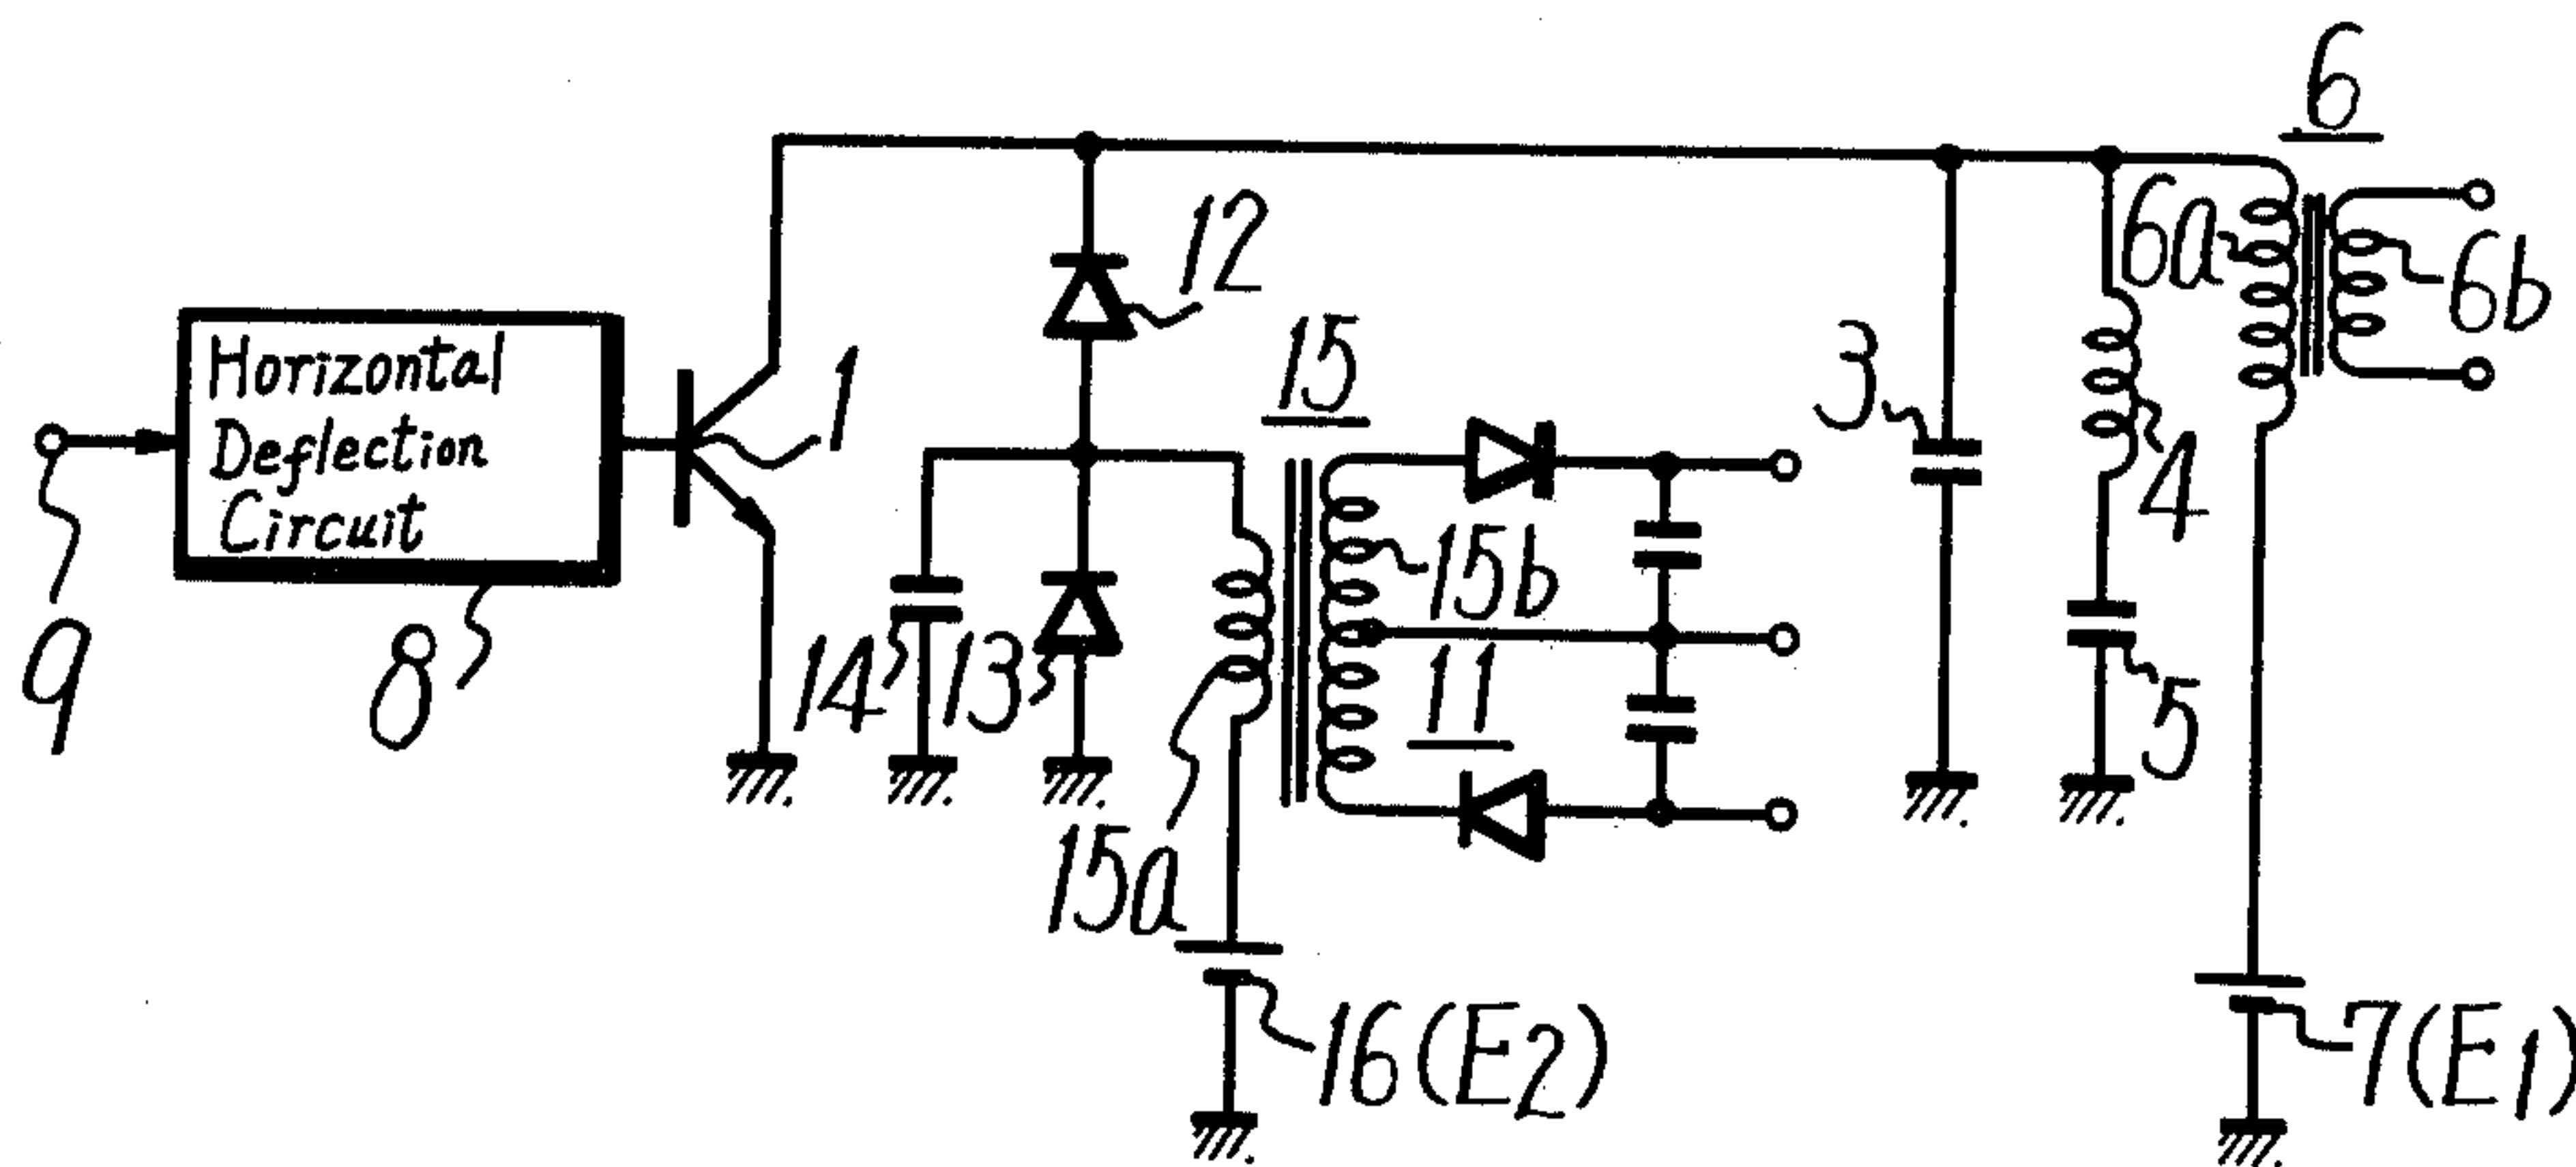 6
12
6a
6b
15
3
Horizontal
Deflection
Circuit
1
4
15b
9
8
14
13
11
5
15a
16(E2)
7(E1)